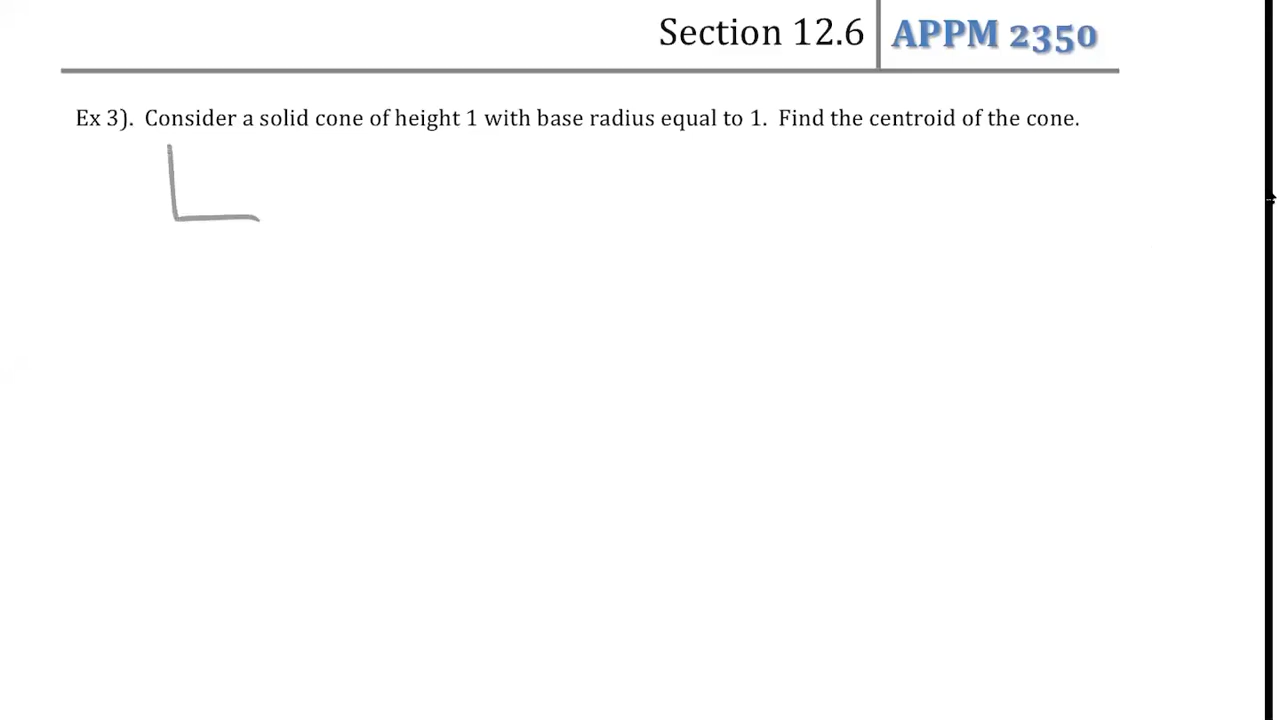 Section 12.6 APPM 2350
Ex 3). Consider a solid cone of height 1 with base radius equal to 1. Find the centroid of the cone.